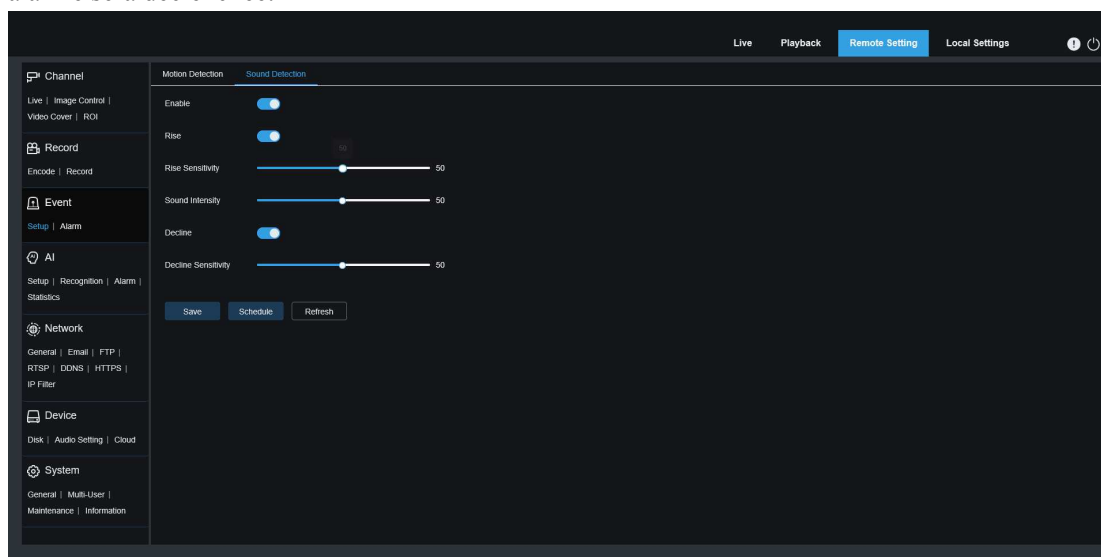 Live Playback Remote Setting Local Settings
Channel
Live | Image Control |
Video Cover | ROI
Record
Encode | Record
Event
Setup | Alarm
AI
Setup | Recognition | Alarm |
Statistics
Network
General | Email | FTP |
RTSP | DDNS | HTTPS |
IP Filter
Device
Disk | Audio Setting | Cloud
System
General | Multi-User |
Maintenance | Information
Motion Detection Sound Detection
Enable
Rise
50
Rise Sensitivity 50
Sound Intensity 50
Decline
Decline Sensitivity 50
Save Schedule Refresh